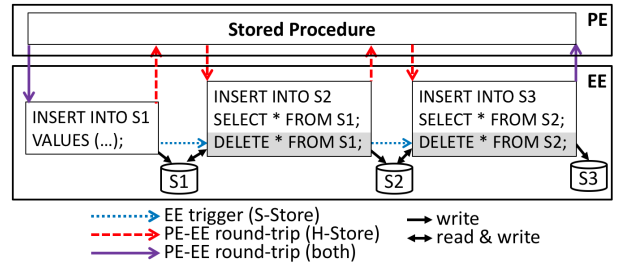 PE
Stored Procedure
EE
INSERT INTO S1
VALUES (...);
INSERT INTO S2
SELECT * FROM S1;
DELETE * FROM S1;
INSERT INTO S3
SELECT * FROM S2;
DELETE * FROM S2;
S1
S2
S3
EE trigger (S-Store)
PE-EE round-trip (H-Store)
PE-EE round-trip (both)
write
read & write